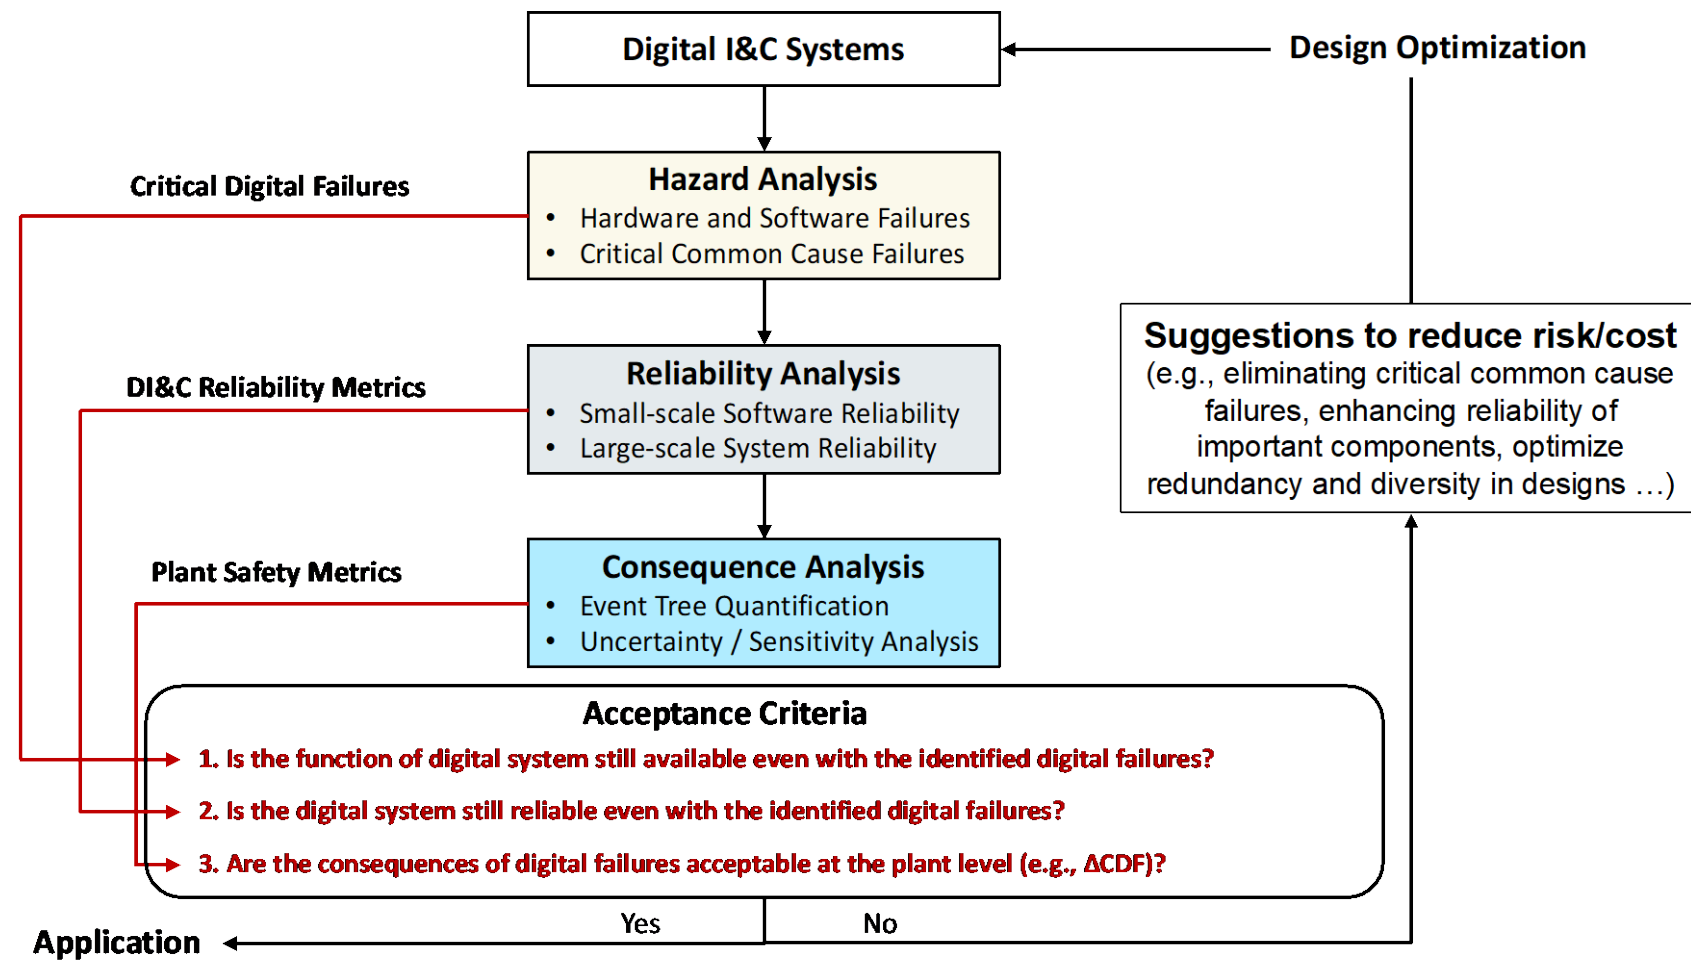 Digital I&C Systems
Design Optimization
Hazard Analysis
• Hardware and Software Failures
• Critical Common Cause Failures
Critical Digital Failures
Reliability Analysis
• Small-scale Software Reliability
• Large-scale System Reliability
DI&C Reliability Metrics
Suggestions to reduce risk/cost
(e.g., eliminating critical common cause
failures, enhancing reliability of
important components, optimize
redundancy and diversity in designs …)
Consequence Analysis
• Event Tree Quantification
• Uncertainty / Sensitivity Analysis
Plant Safety Metrics
Acceptance Criteria
1. Is the function of digital system still available even with the identified digital failures?
2. Is the digital system still reliable even with the identified digital failures?
3. Are the consequences of digital failures acceptable at the plant level (e.g., ΔCDF)?
Yes
No
Application